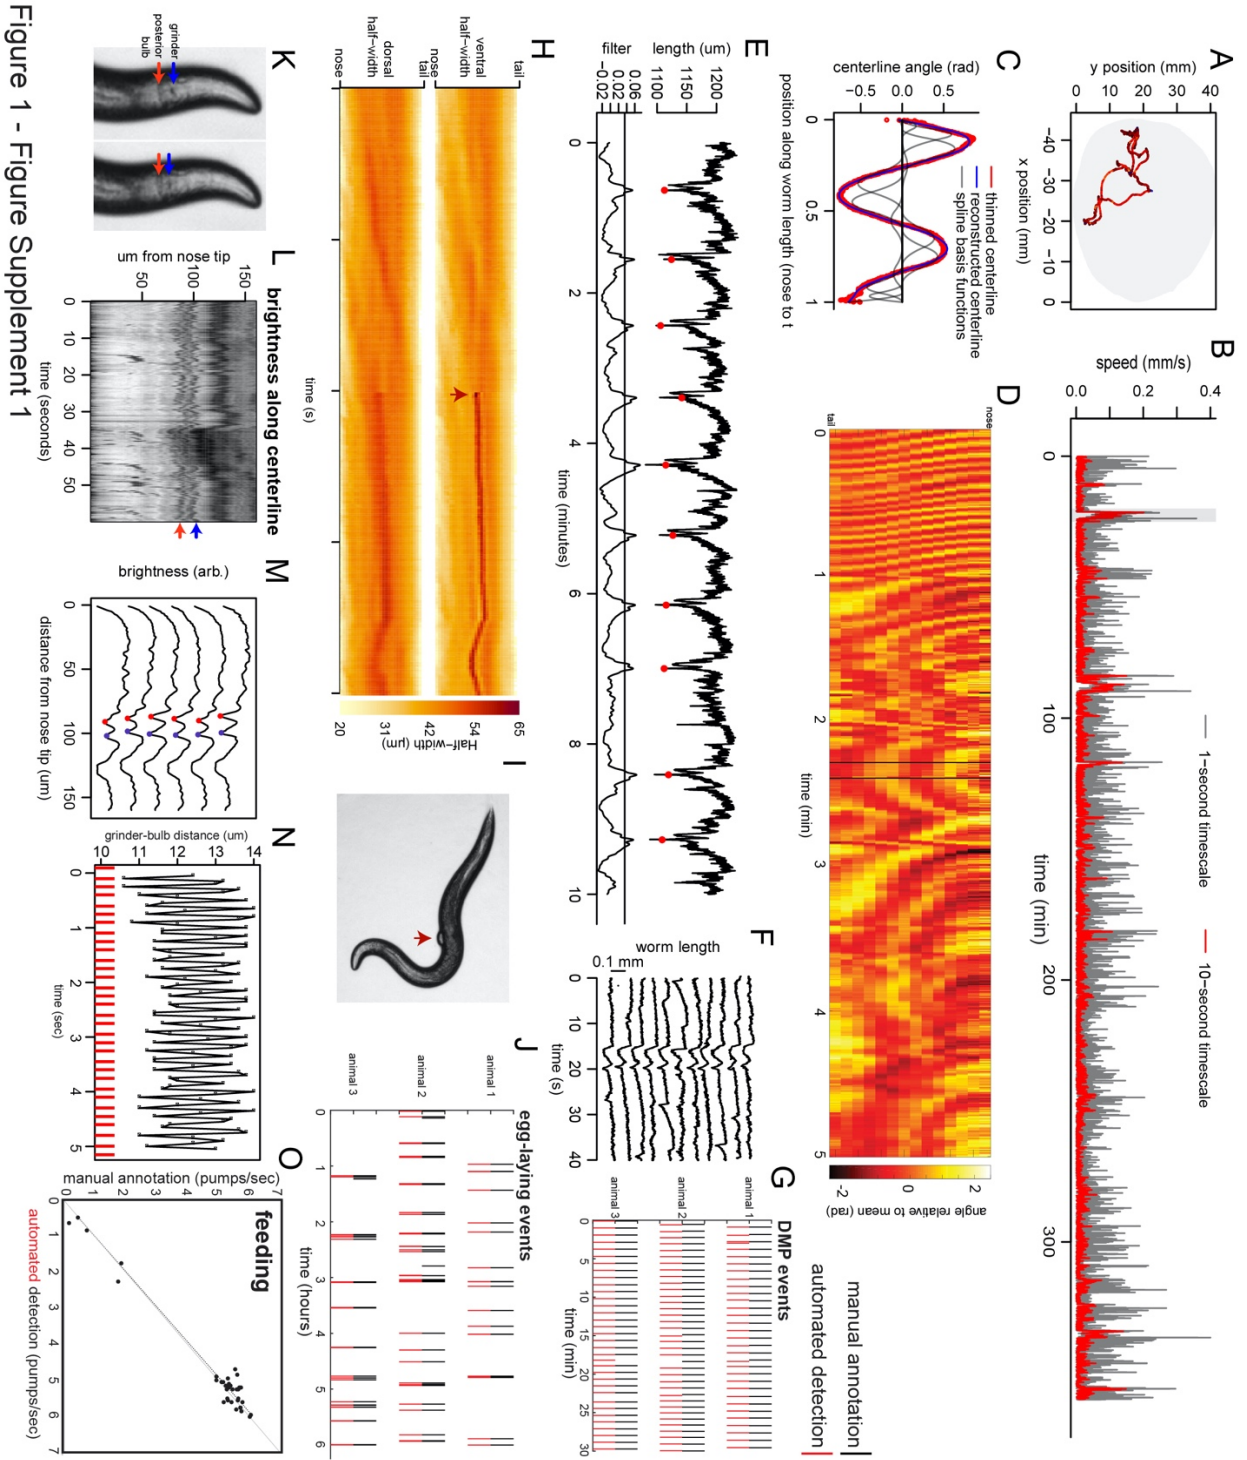 A
y position (mm)
0 10 20 30 40
−40 −30 −20 −10 0
x position (mm)
B
speed (mm/s)
0.0 0.1 0.2 0.4
0 100 200 300
time (min)
1−second timescale
10−second timescale
C
centerline angle (rad)
−0.5 0.0 0.5
0 0.5 1
position along worm length (nose to t
thinned centerline
reconstructed centerline
spline basis functions
D
nose
tail
0 1 2 3 4 5
time (min)
-2 0 2
angle relative to mean (rad)
E
length (um)
1100 1150 1200
filter
−0.02 0.02 0.06
0 2 4 6 8 10
time (minutes)
F
worm length
0.1 mm
0 10 20 30 40
time (s)
G
DMP events
animal 1
animal 2
animal 3
0 5 10 15 20 25 30
time (min)
manual annotation
automated detection
H
tail
ventral
half−width
nose
tail
dorsal
half−width
nose
time (s)
20 31 42 54 65
Half−width (µm)
I
J
egg-laying events
animal 1
animal 2
animal 3
0 1 2 3 4 5 6
time (hours)
K
grinder
posterior
bulb
L
brightness along centerline
um from nose tip
50 100 150
0 10 20 30 40 50
time (seconds)
M
brightness (arb.)
0 50 100 150
distance from nose tip (um)
N
grinder-bulb distance (um)
10 11 12 13 14
0 1 2 3 4 5
time (sec)
O
feeding
manual annotation (pumps/sec)
0 1 2 3 4 5 6 7
0 1 2 3 4 5 6 7
automated detection (pumps/sec)
Figure 1 - Figure Supplement 1